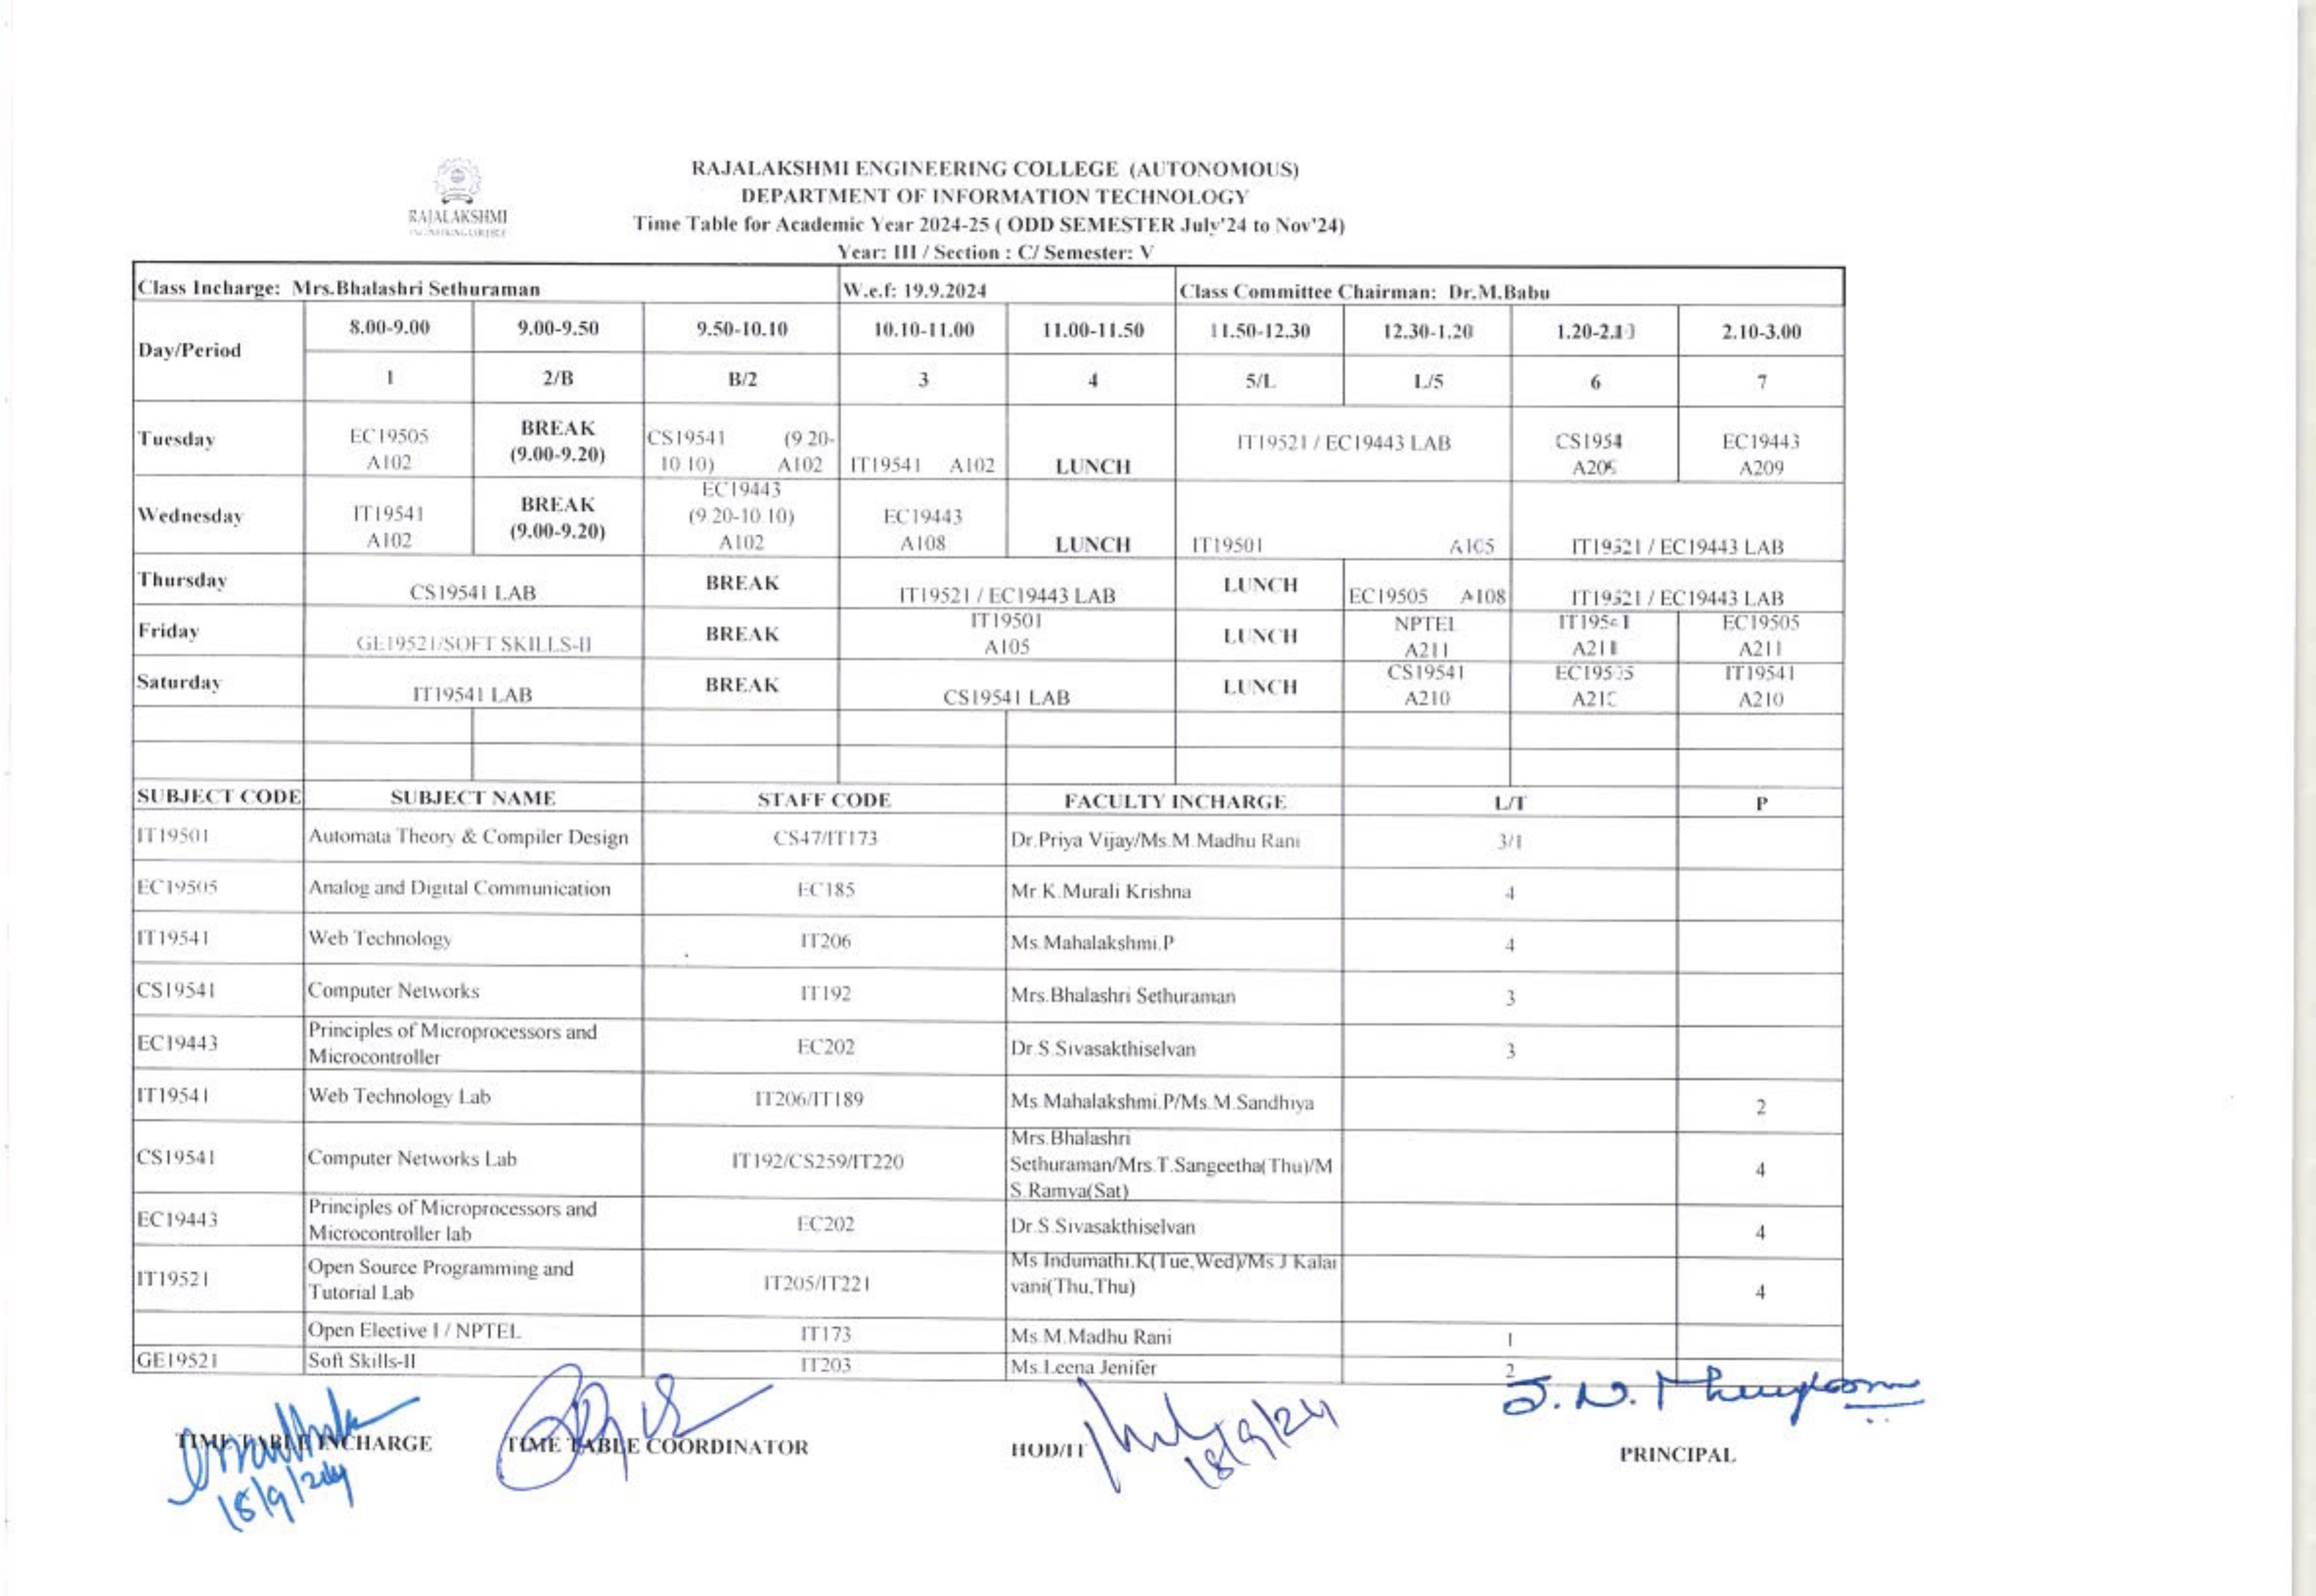 RAJALAKSHMI
RAJALAKSHMI ENGINEERING COLLEGE (AUTONOMOUS)
DEPARTMENT OF INFORMATION TECHNOLOGY
Time Table for Academic Year 2024-25 ( ODD SEMESTER July'24 to Nov'24)
Year: III / Section : C/ Semester: V
Class Incharge: Mrs.Bhalashri Sethuraman W.e.f: 19.9.2024 Class Committee Chairman: Dr.M.Babu
Day/Period 8.00-9.00 9.00-9.50 9.50-10.10 10.10-11.00 11.00-11.50 11.50-12.30 12.30-1.20 1.20-2.10 2.10-3.00
1 2/B B/2 3 4 5/L L/5 6 7
Tuesday EC19505 BREAK CS19541 (9.20- IT19521 / EC19443 LAB CS1954 EC19443
A102 (9.00-9.20) 10.10) A102 IT19541 A102 LUNCH A209
Wednesday IT19541 BREAK EC19443 EC19443
A102 (9.00-9.20) (9.20-10.10) A108 LUNCH IT19501 A105 IT19521 / EC19443 LAB
A102
Thursday CS19541 LAB BREAK IT19521 / EC19443 LAB LUNCH EC19505 A108 IT19521 / EC19443 LAB
Friday GE19521/SOFT SKILLS-II BREAK IT19501 LUNCH NPTEL IT19541 EC19505
A105 A211 A211 A211
Saturday IT19541 LAB BREAK CS19541 LAB LUNCH CS19541 EC19505 IT19541
A210 A210 A210
SUBJECT CODE SUBJECT NAME STAFF CODE FACULTY INCHARGE L/T P
IT19501 Automata Theory & Compiler Design CS47/IT173 Dr.Priya Vijay/Ms.M.Madhu Rani 3/1
EC19505 Analog and Digital Communication EC185 Mr.K.Murali Krishna 4
IT19541 Web Technology IT206 Ms.Mahalakshmi.P 4
CS19541 Computer Networks IT192 Mrs.Bhalashri Sethuraman 3
EC19443 Principles of Microprocessors and EC202 Dr.S.Sivasakthiselvan 3
Microcontroller
IT19541 Web Technology Lab IT206/IT189 Ms.Mahalakshmi.P/Ms.M.Sandhiya 2
CS19541 Computer Networks Lab IT192/CS259/IT220 Mrs.Bhalashri 4
Sethuraman/Mrs.T.Sangeetha(Thu)/M
S.Ramya(Sat)
EC19443 Principles of Microprocessors and EC202 Dr.S.Sivasakthiselvan 4
Microcontroller lab
IT19521 Open Source Programming and IT205/IT221 Ms.Indumathi.K(Tue,Wed)/Ms.J.Kalai 4
Tutorial Lab vani(Thu,Thu)
Open Elective I / NPTEL IT173 Ms.M.Madhu Rani 1
GE19521 Soft Skills-II IT203 Ms.Leena Jenifer 2
TIME TABLE INCHARGE TIME TABLE COORDINATOR HOD/IT PRINCIPAL
18/9/24 18/9/24